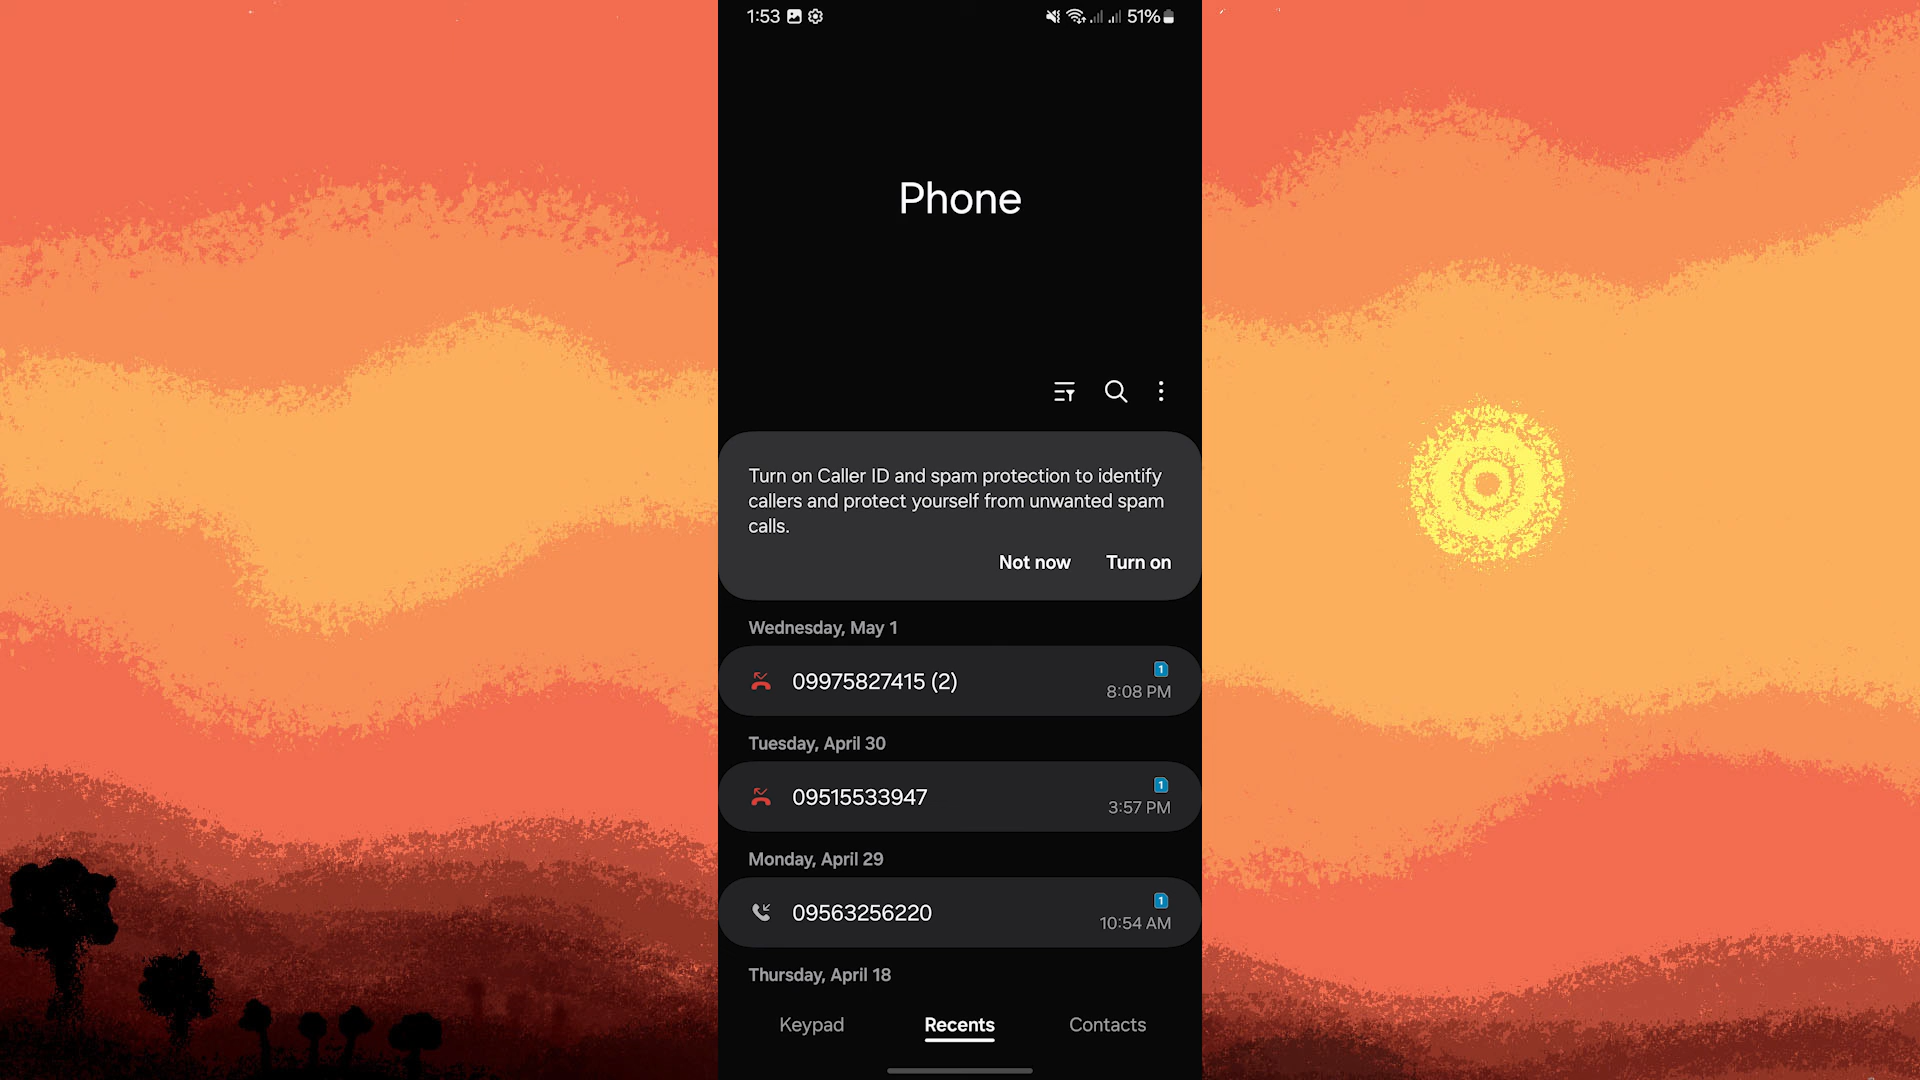 1:53
51%
Phone
Turn on Caller ID and spam protection to identify
callers and protect yourself from unwanted spam
calls.
Not now Turn on
Wednesday, May 1
09975827415 (2)
1
8:08 PM
Tuesday, April 30
09515533947
1
3:57 PM
Monday, April 29
09563256220
1
10:54 AM
Thursday, April 18
Keypad Recents Contacts